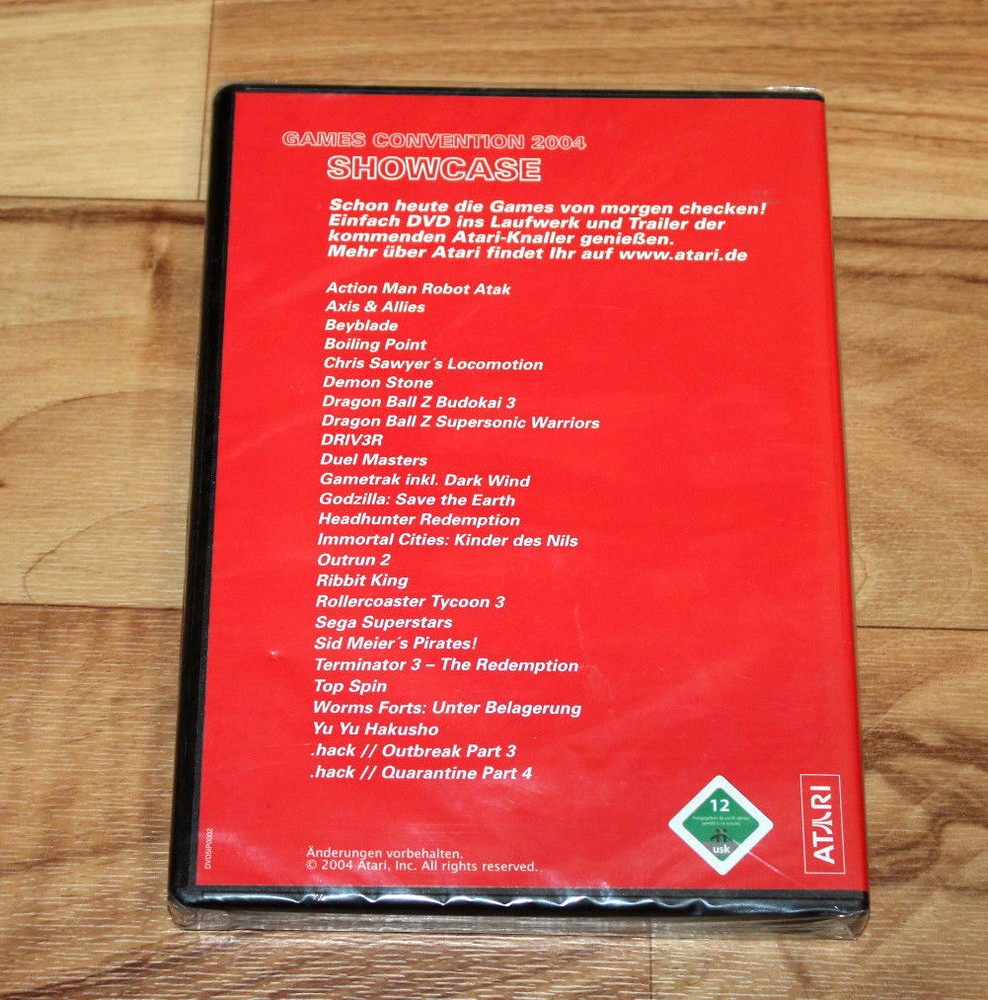 GAMES CONVENTION 2004
SHOWCASE
Schon heute die Games von morgen checken!
Einfach DVD ins Laufwerk und Trailer der
kommenden Atari-Knaller genießen.
Mehr über Atari findet Ihr auf www.atari.de
Action Man Robot Atak
Axis & Allies
Beyblade
Boiling Point
Chris Sawyer´s Locomotion
Demon Stone
Dragon Ball Z Budokai 3
Dragon Ball Z Supersonic Warriors
DRIV3R
Duel Masters
Gametrak inkl. Dark Wind
Godzilla: Save the Earth
Headhunter Redemption
Immortal Cities: Kinder des Nils
Outrun 2
Ribbit King
Rollercoaster Tycoon 3
Sega Superstars
Sid Meier´s Pirates!
Terminator 3 – The Redemption
Top Spin
Worms Forts: Unter Belagerung
Yu Yu Hakusho
.hack // Outbreak Part 3
.hack // Quarantine Part 4
12
usk
ATARI
Änderungen vorbehalten.
© 2004 Atari, Inc. All rights reserved.